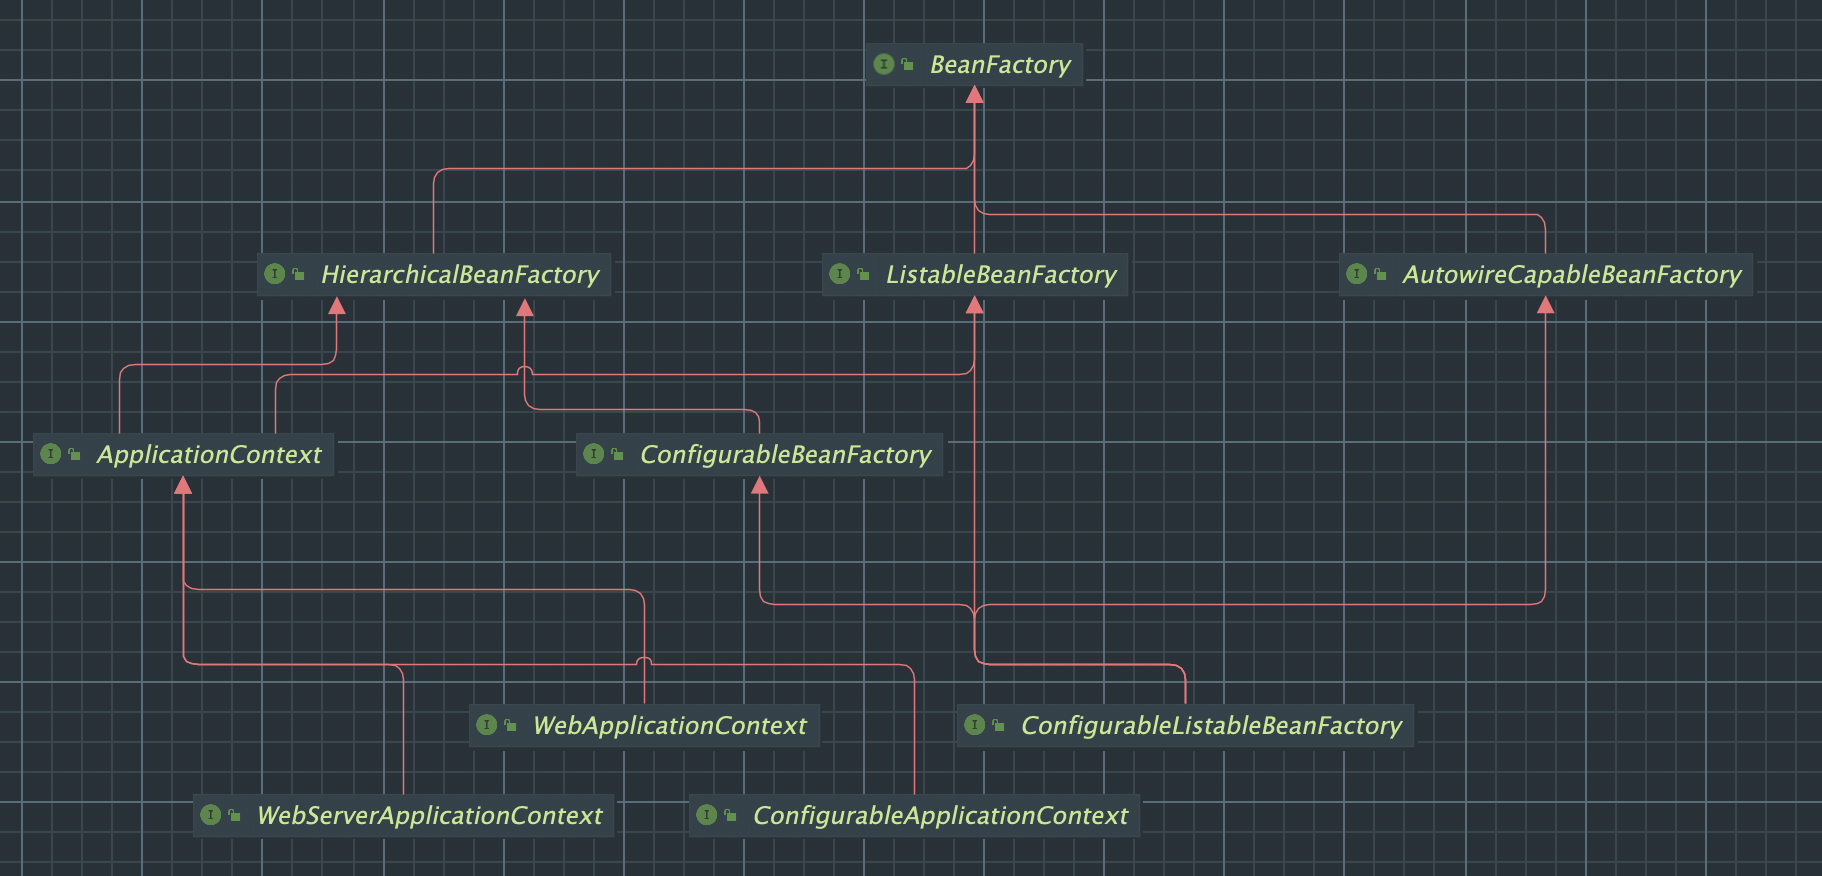 I BeanFactory
I HierarchicalBeanFactory
I ListableBeanFactory
I AutowireCapableBeanFactory
I ApplicationContext
I ConfigurableBeanFactory
I WebApplicationContext
I ConfigurableListableBeanFactory
I WebServerApplicationContext
I ConfigurableApplicationContext